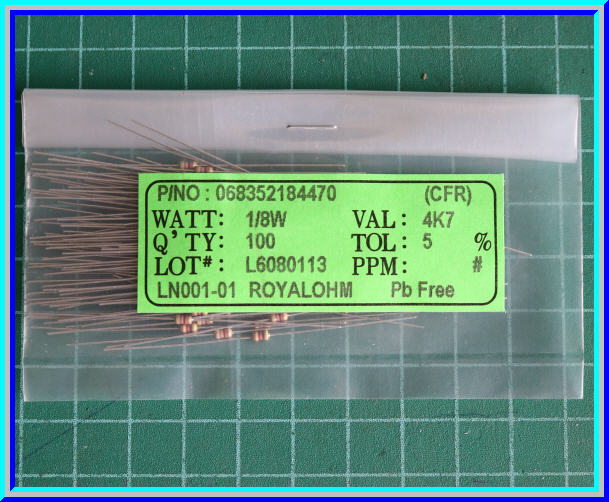 P/NO : 068352184470 (CFR)
WATT: 1/8W VAL: 4K7
Q'TY: 100 TOL: 5 %
LOT#: L6080113 PPM: #
LN001-01 ROYALOHM Pb Free